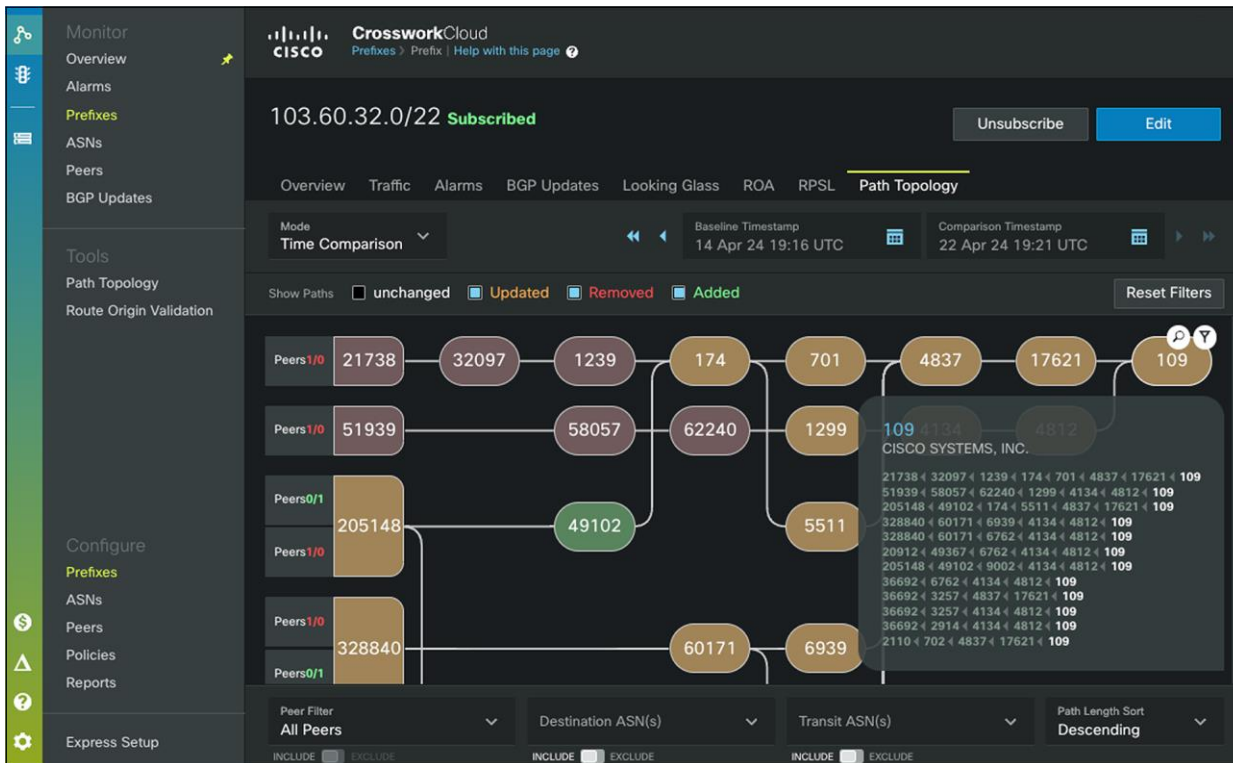 Monitor
Overview
Alarms
Prefixes
ASNs
Peers
BGP Updates
Tools
Path Topology
Route Origin Validation
Configure
Prefixes
ASNs
Peers
Policies
Reports
Express Setup
CISCO
CrossworkCloud
Prefixes > Prefix | Help with this page ?
103.60.32.0/22 Subscribed
Unsubscribe
Edit
Overview Traffic Alarms BGP Updates Looking Glass ROA RPSL Path Topology
Mode
Time Comparison
Baseline Timestamp
14 Apr 24 19:16 UTC
Comparison Timestamp
22 Apr 24 19:21 UTC
Show Paths unchanged Updated Removed Added
Reset Filters
Peers1/0 21738 32097 1239 174 701 4837 17621 109
Peers1/0 51939 58057 62240 1299 4134 4812
Peers0/1
205148 49102 5511
Peers1/0
Peers1/0
328840 60171 6939
Peers0/1
109
CISCO SYSTEMS, INC.
21738 32097 1239 174 701 4837 17621 109
51939 58057 62240 1299 4134 4812 109
205148 49102 174 5511 4837 17621 109
328840 60171 6939 4134 4812 109
328840 60171 6762 4134 4812 109
20912 49367 6762 4134 4812 109
205148 49102 9002 4134 4812 109
36692 6762 4134 4812 109
36692 3257 4837 17621 109
36692 3257 4134 4812 109
36692 2914 4134 4812 109
2110 702 4837 17621 109
Peer Filter
All Peers
INCLUDE EXCLUDE
Destination ASN(s)
INCLUDE EXCLUDE
Transit ASN(s)
INCLUDE EXCLUDE
Path Length Sort
Descending